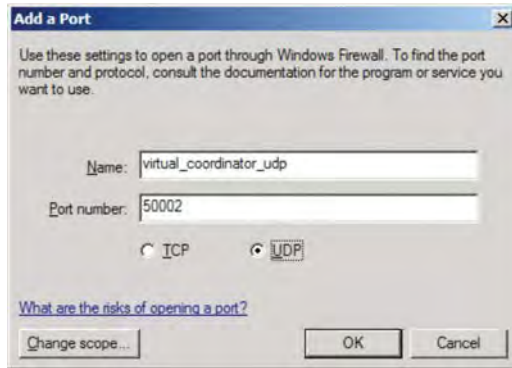 Add a Port
Use these settings to open a port through Windows Firewall. To find the port
number and protocol, consult the documentation for the program or service you
want to use.
Name: virtual_coordinator_udp
Port number: 50002
TCP UDP
What are the risks of opening a port?
Change scope... OK Cancel